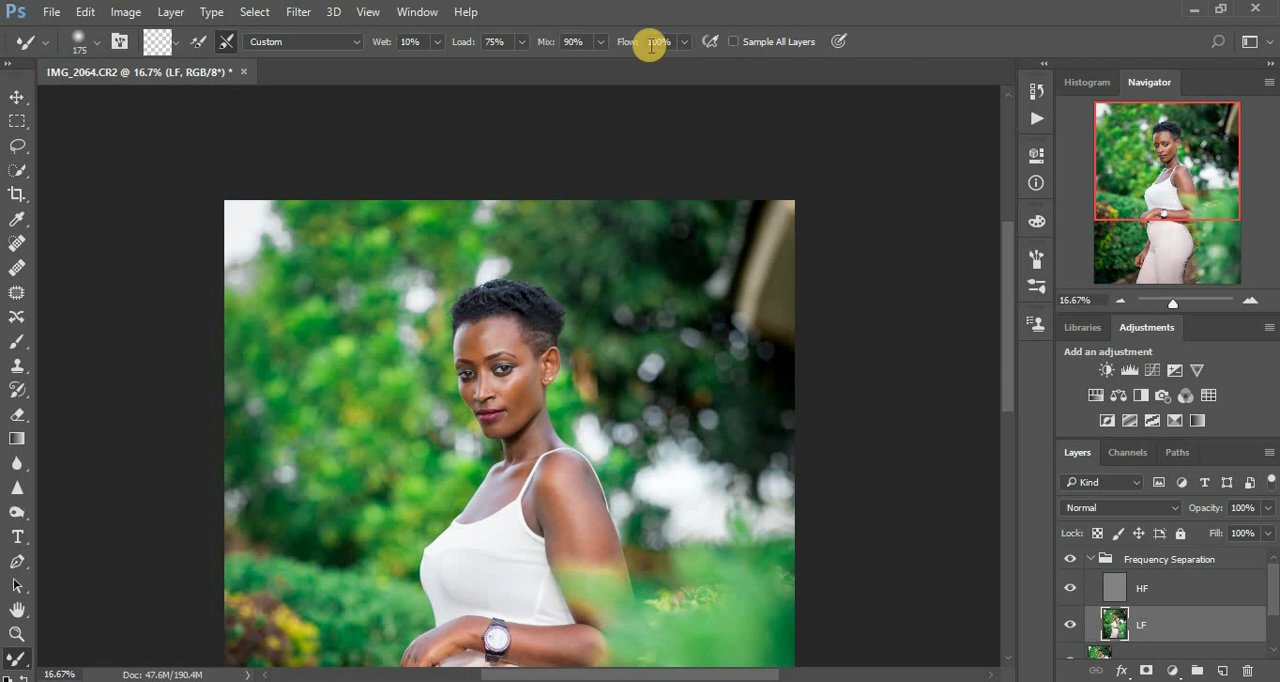 Ps File Edit Image Layer Type Select Filter 3D View Window Help
175 Custom Wet: 10% Load: 75% Mix: 90% Flow: 100% Sample All Layers
IMG_2064.CR2 @ 16.7% (LF, RGB/8*) * ×
Histogram Navigator
16.67%
Libraries Adjustments
Add an adjustment
Layers Channels Paths
Kind
Normal Opacity: 100%
Lock: Fill: 100%
Frequency Separation
HF
LF
16.67% Doc: 47.6M/190.4M